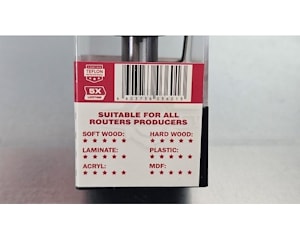 TEFLON
5X
SUITABLE FOR ALL
ROUTERS PRODUCERS
SOFT WOOD: HARD WOOD:
★ ★ ★ ★ ★ ★ ★ ★ ★ ★
LAMINATE: PLASTIC:
★ ★ ★ ★ ★ ★ ★ ★ ★ ★
ACRYL: MDF:
★ ★ ★ ★ ★ ★ ★ ★ ★ ★